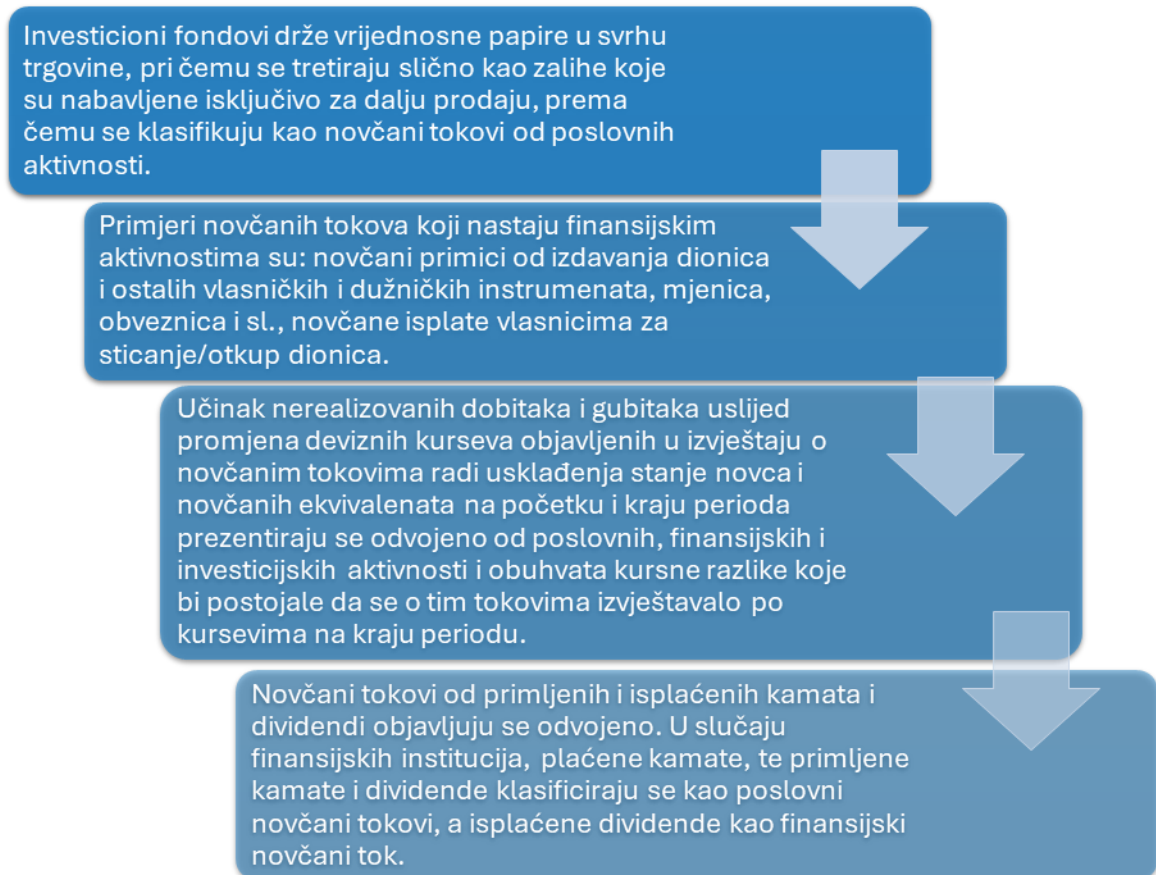 Investicioni fondovi drže vrijednosne papire u svrhu
trgovine, pri čemu se tretiraju slično kao zalihe koje
su nabavljene isključivo za dalju prodaju, prema
čemu se klasifikuju kao novčani tokovi od poslovnih
aktivnosti.
Primjeri novčanih tokova koji nastaju finansijskim
aktivnostima su: novčani primici od izdavanja dionica
i ostalih vlasničkih i dužničkih instrumenata, mjenica,
obveznica i sl., novčane isplate vlasnicima za
sticanje/otkup dionica.
Učinak nerealizovanih dobitaka i gubitaka uslijed
promjena deviznih kurseva objavljenih u izvještaju o
novčanim tokovima radi usklađenja stanje novca i
novčanih ekvivalenata na početku i kraju perioda
prezentiraju se odvojeno od poslovnih, finansijskih i
investicijskih aktivnosti i obuhvata kursne razlike koje
bi postojale da se o tim tokovima izvještavalo po
kursevima na kraju periodu.
Novčani tokovi od primljenih i isplaćenih kamata i
dividendi objavljuju se odvojeno. U slučaju
finansijskih institucija, plaćene kamate, te primljene
kamate i dividende klasificiraju se kao poslovni
novčani tokovi, a isplaćene dividende kao finansijski
novčani tok.